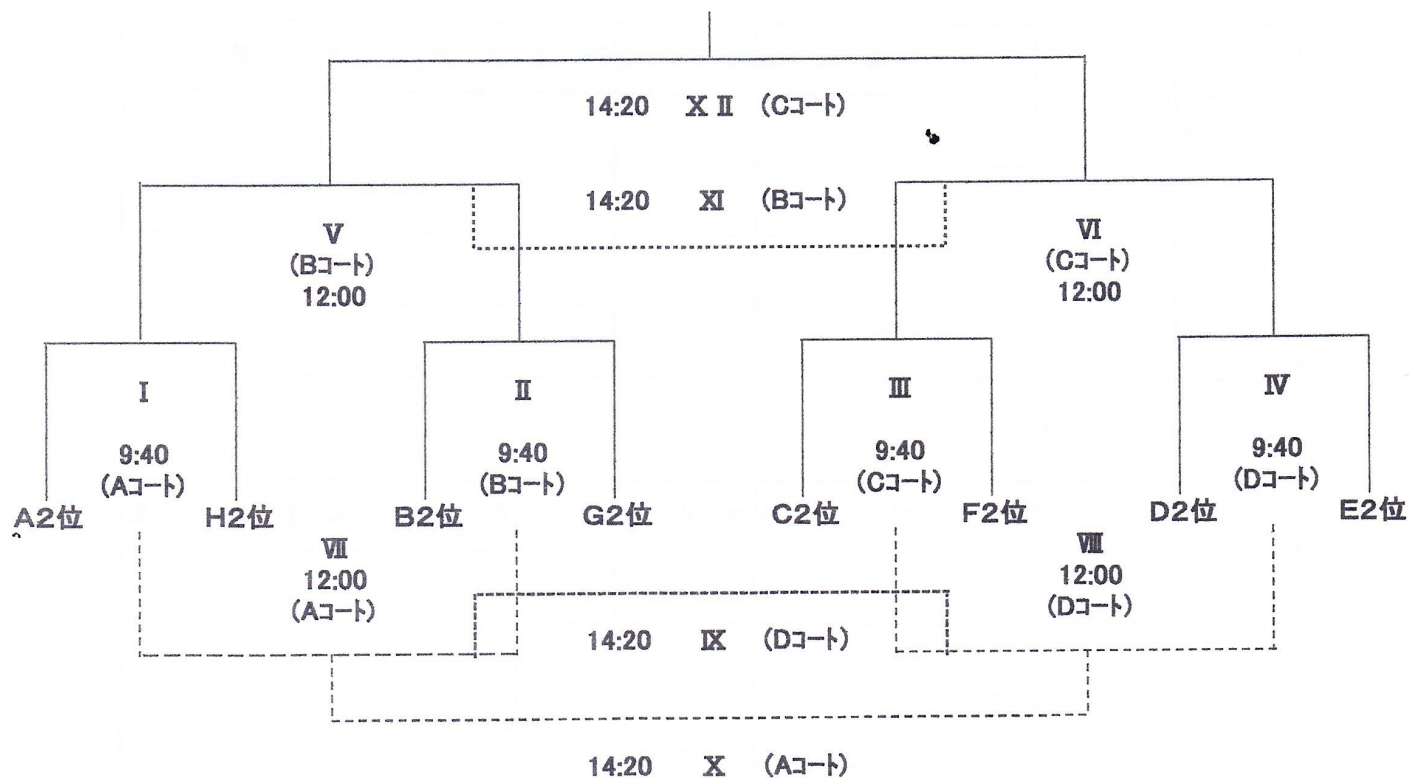 14:20 XⅡ (Cコート)
14:20 Ⅺ (Bコート)
Ⅴ
(Bコート)
12:00
Ⅵ
(Cコート)
12:00
Ⅰ
9:40
(Aコート)
Ⅱ
9:40
(Bコート)
Ⅲ
9:40
(Cコート)
Ⅳ
9:40
(Dコート)
A2位 H2位 B2位 G2位 C2位 F2位 D2位 E2位
Ⅶ
12:00
(Aコート)
Ⅷ
12:00
(Dコート)
14:20 Ⅸ (Dコート)
14:20 Ⅹ (Aコート)